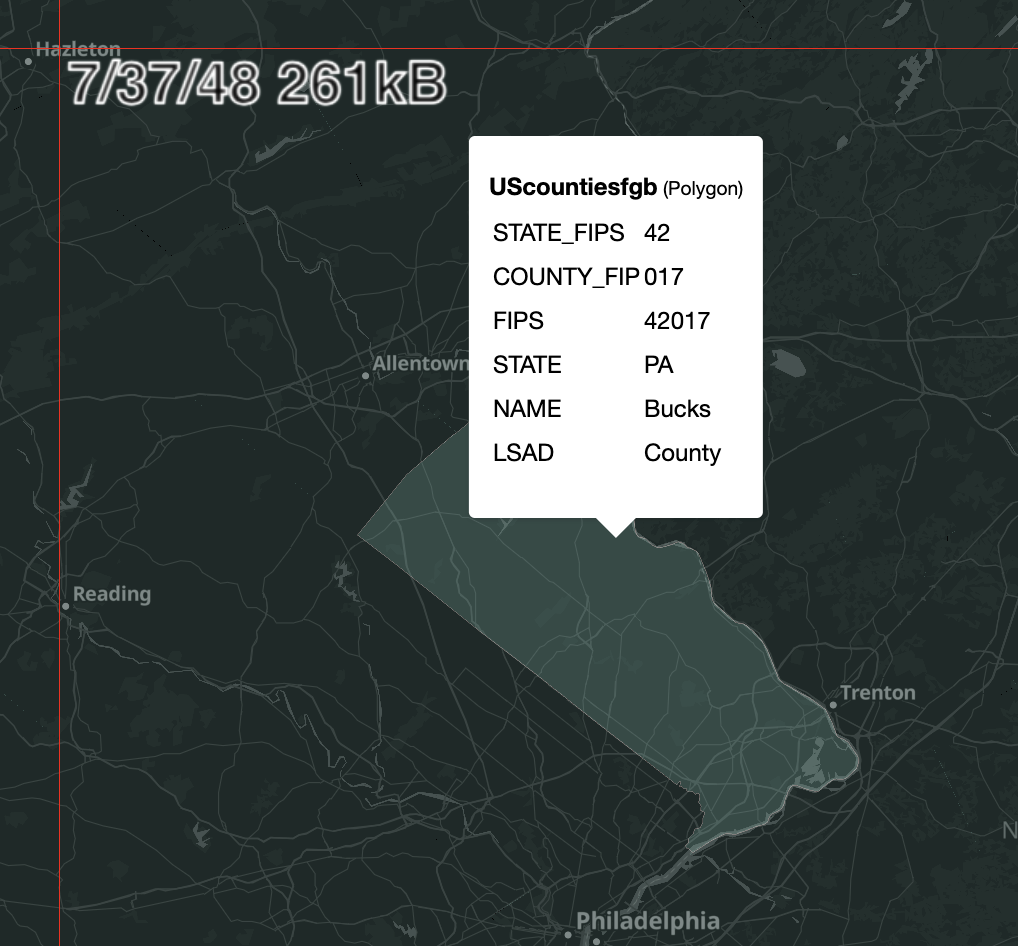 Hazleton
7/37/48 261kB
UScountiesfgb (Polygon)
STATE_FIPS 42
COUNTY_FIP 017
FIPS 42017
STATE PA
NAME Bucks
LSAD County
Allentown
Reading
Trenton
N
Philadelphia